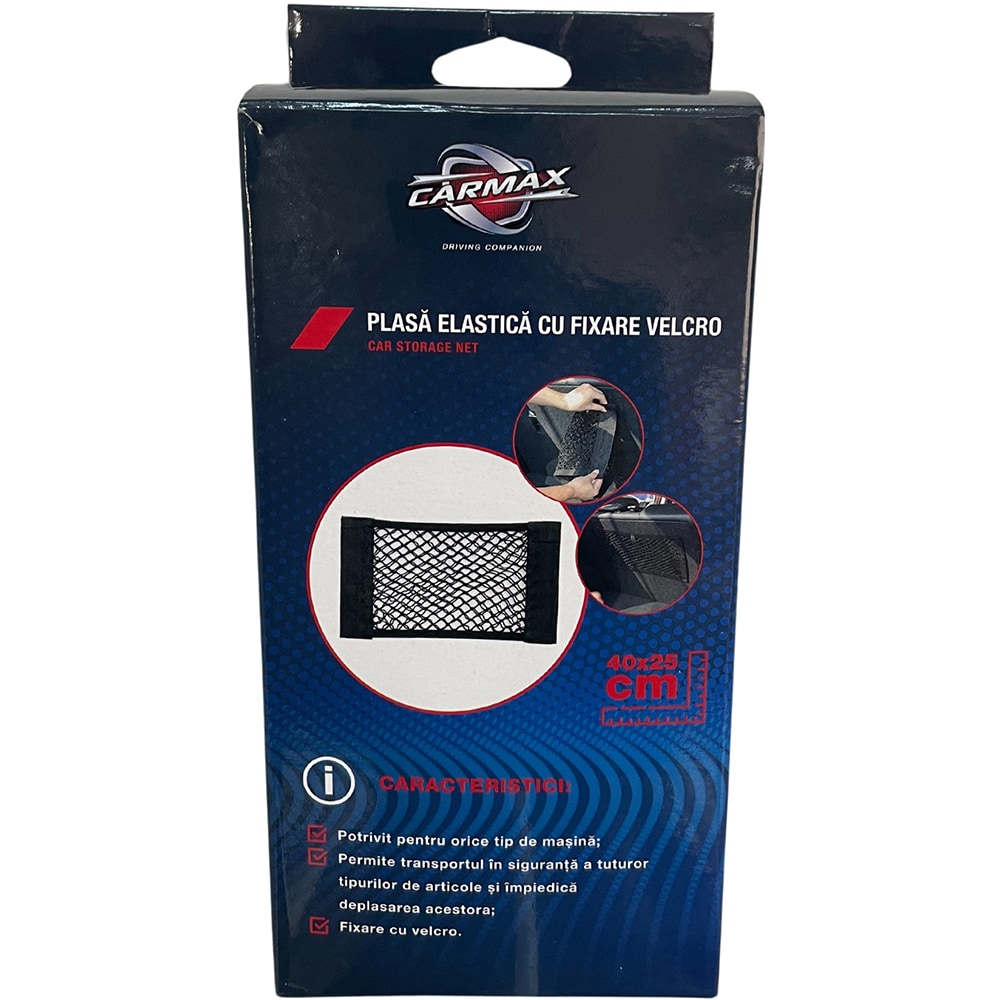 CARMAX
DRIVING COMPANION
PLASĂ ELASTICĂ CU FIXARE VELCRO
CAR STORAGE NET
40x25
cm
i
CARACTERISTICI:
Potrivit pentru orice tip de mașină;
Permite transportul în siguranță a tuturor
tipurilor de articole și împiedică
deplasarea acestora;
Fixare cu velcro.